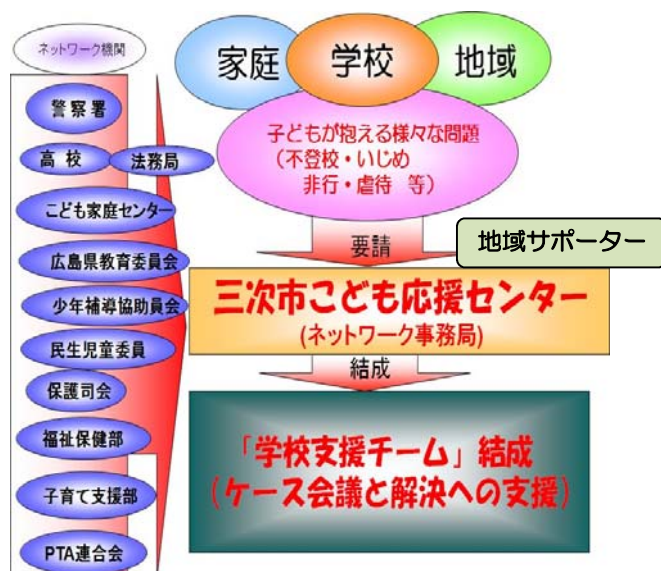 ネットワーク機関
警察署
高校
法務局
こども家庭センター
広島県教育委員会
少年補導協助員会
民生児童委員
保護司会
福祉保健部
子育て支援部
PTA連合会
家庭
学校
地域
子どもが抱える様々な問題
(不登校・いじめ
非行・虐待 等)
要請
地域サポーター
三次市こども応援センター
(ネットワーク事務局)
結成
「学校支援チーム」結成
(ケース会議と解決への支援)